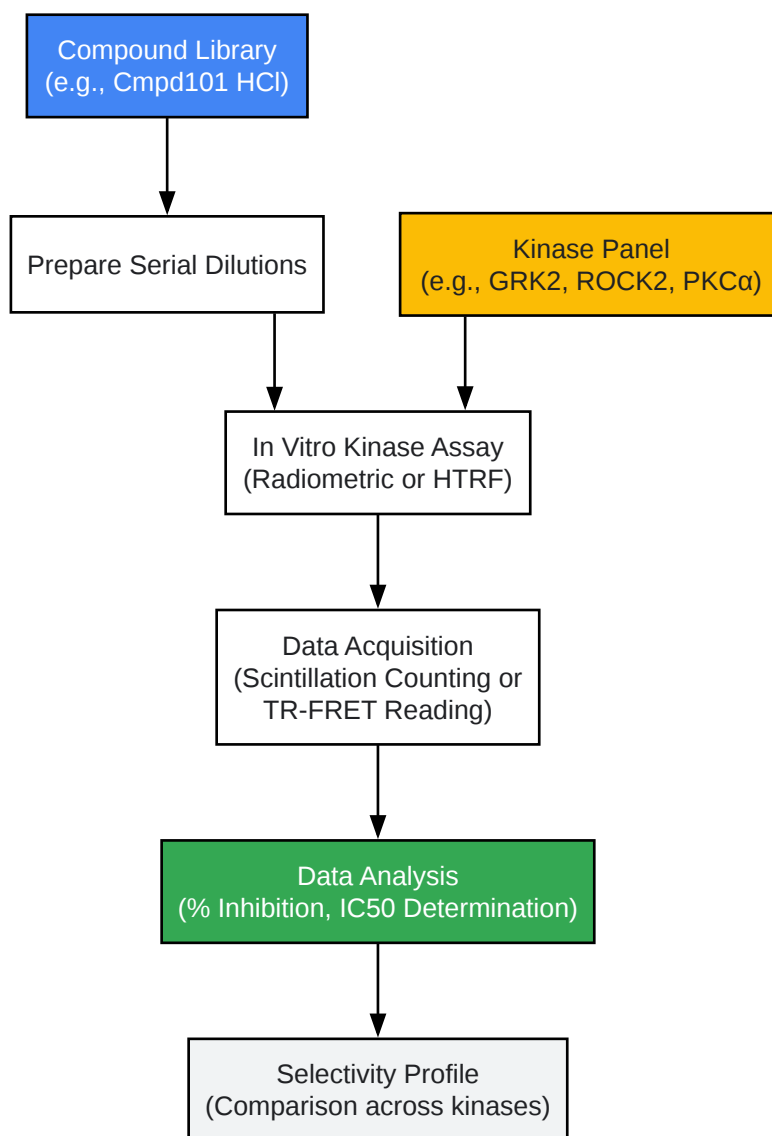 Compound Library
(e.g., Cmpd101 HCl)
Prepare Serial Dilutions
Kinase Panel
(e.g., GRK2, ROCK2, PKCα)
In Vitro Kinase Assay
(Radiometric or HTRF)
Data Acquisition
(Scintillation Counting or
TR-FRET Reading)
Data Analysis
(% Inhibition, IC50 Determination)
Selectivity Profile
(Comparison across kinases)